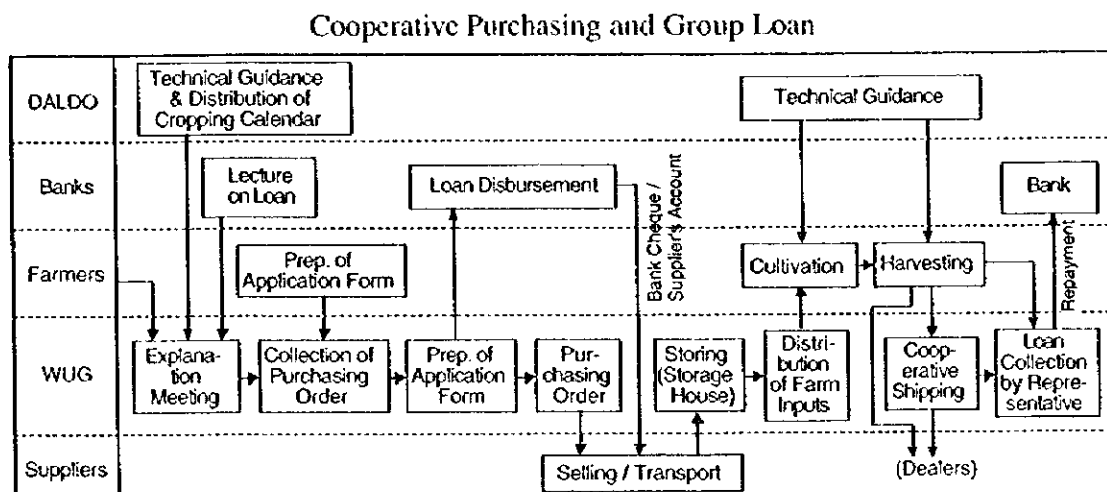 Cooperative Purchasing and Group Loan
DALDO
Technical Guidance
& Distribution of
Cropping Calendar
Technical Guidance
Banks
Lecture
on Loan
Loan Disbursement
Bank Cheque /
Supplier's Account
Bank
Farmers
Prep. of
Application Form
Cultivation
Harvesting
Repayment
WUG
Explana-
tion
Meeting
Collection of
Purchasing
Order
Prep. of
Application
Form
Pur-
chasing
Order
Storing
(Storage
House)
Distri-
bution
of Farm
Inputs
Coop-
erative
Shipping
Loan
Collection
by Repre-
sentative
Suppliers
Selling / Transport
(Dealers)